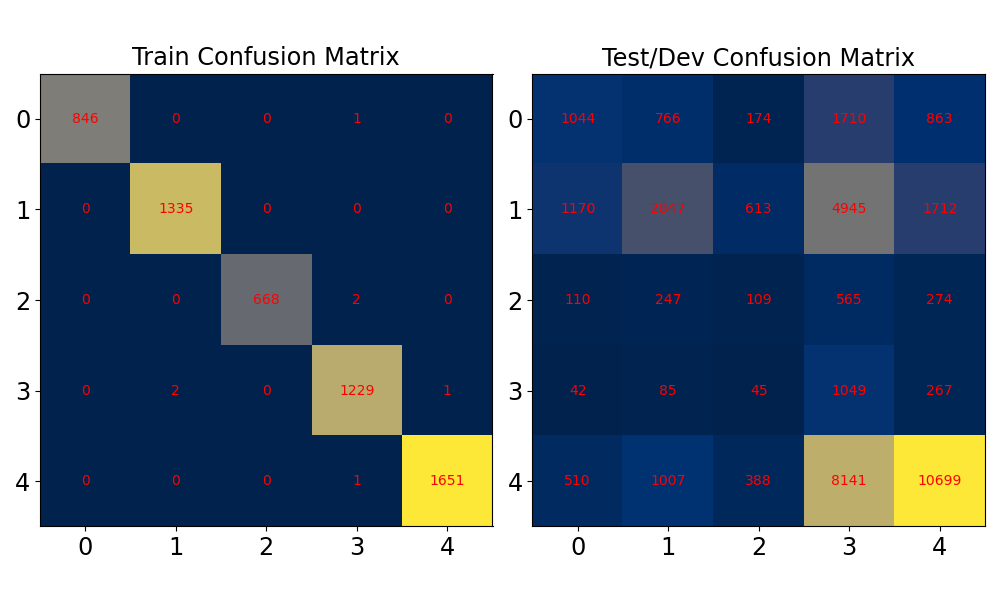 Train Confusion Matrix
0 846 0 0 1 0
1 0 1335 0 0 0
2 0 0 668 2 0
3 0 2 0 1229 1
4 0 0 0 1 1651
0 1 2 3 4
Test/Dev Confusion Matrix
0 1044 766 174 1710 863
1 1170 613 4945 1712
2 110 247 109 565 274
3 42 85 45 1049 267
4 510 1007 388 8141 10699
0 1 2 3 4